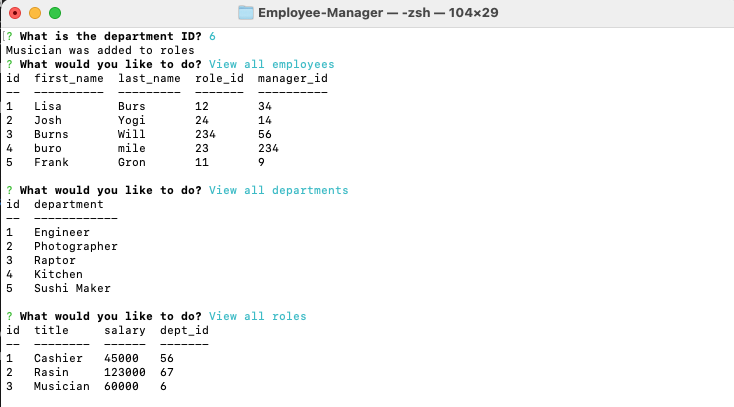 Employee-Manager — -zsh — 104×29
[? What is the department ID? 6
Musician was added to roles
? What would you like to do? View all employees
id  first_name  last_name  role_id  manager_id
--  ----------  ---------  -------  ----------
1   Lisa        Burs       12       34
2   Josh        Yogi       24       14
3   Burns       Will       234      56
4   buro        mile       23       234
5   Frank       Gron       11       9
? What would you like to do? View all departments
id  department
--  ------------
1   Engineer
2   Photographer
3   Raptor
4   Kitchen
5   Sushi Maker
? What would you like to do? View all roles
id  title     salary  dept_id
--  --------  ------  -------
1   Cashier   45000   56
2   Rasin     123000  67
3   Musician  60000   6